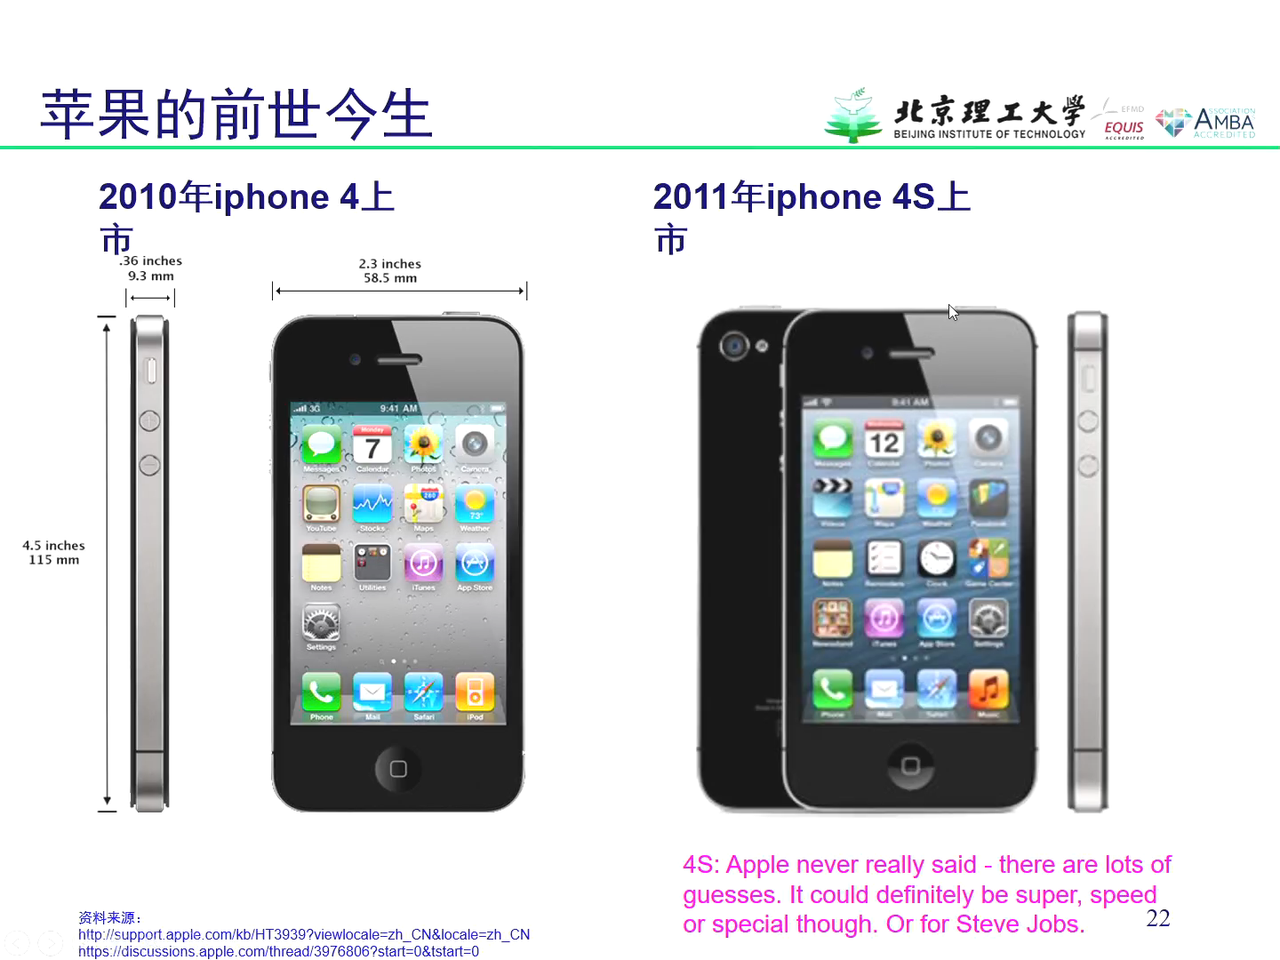 苹果的前世今生
北京理工大学
BEIJING INSTITUTE OF TECHNOLOGY
EFMD
EQUIS
ACCREDITED
ASSOCIATION
AMBA
ACCREDITED
2010年iphone 4上
市
2011年iphone 4S上
市
.36 inches
9.3 mm
2.3 inches
58.5 mm
4.5 inches
115 mm
3G 9:41 AM
Monday
7
Messages Calendar Photos Camera
280
73°
YouTube Stocks Maps Weather
Notes Utilities iTunes App Store
Settings
Phone Mail Safari iPod
9:41 AM
Wednesday
12
Messages Calendar Photos Camera
Videos Maps Weather Passbook
Notes Reminders Clock Game Center
Newsstand iTunes App Store Settings
Phone Mail Safari Music
4S: Apple never really said - there are lots of
guesses. It could definitely be super, speed
or special though. Or for Steve Jobs.
22
资料来源：
http://support.apple.com/kb/HT3939?viewlocale=zh_CN&locale=zh_CN
https://discussions.apple.com/thread/3976806?start=0&tstart=0